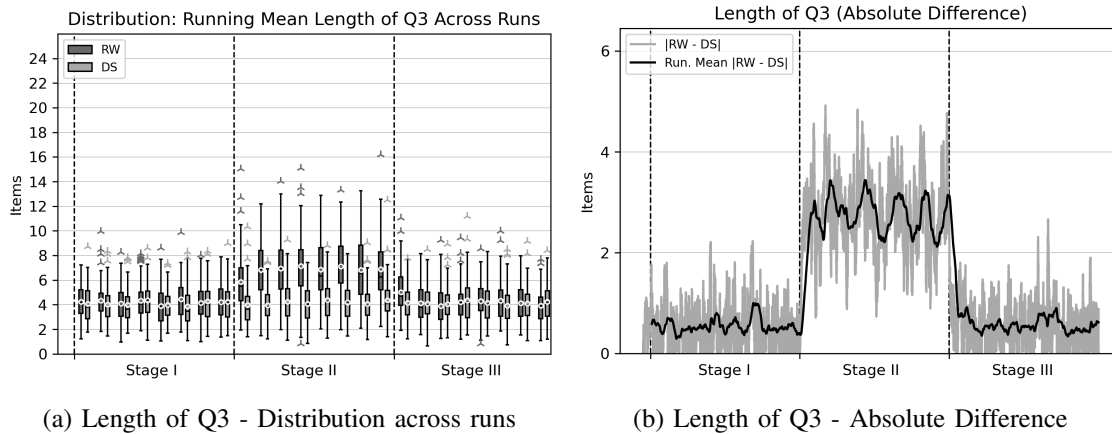 Distribution: Running Mean Length of Q3 Across Runs
RW
DS
24
22
20
18
16
14
12
10
8
6
4
2
0
Items
Stage I
Stage II
Stage III
(a) Length of Q3 - Distribution across runs
Length of Q3 (Absolute Difference)
|RW - DS|
Run. Mean |RW - DS|
6
4
2
0
Items
Stage I
Stage II
Stage III
(b) Length of Q3 - Absolute Difference